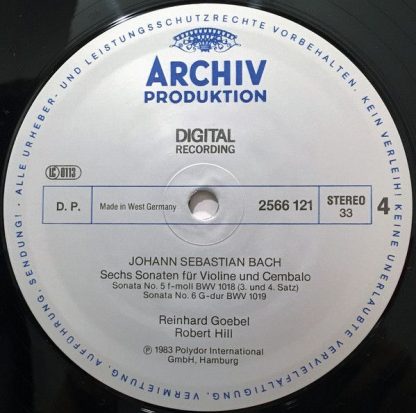 · ALLE URHEBER- UND LEISTUNGSSCHUTZRECHTE VORBEHALTEN. KEIN VERLEIH! KEINE UNERLAUBTE VERVIELFÄLTIGUNG, VERMIETUNG, AUFFÜHRUNG, SENDUNG!
ARCHIV
PRODUKTION
DIGITAL
RECORDING
LC 0113
D. P. Made in West Germany 2566 121 STEREO 33 4
JOHANN SEBASTIAN BACH
Sechs Sonaten für Violine und Cembalo
Sonata No. 5 f-moll BWV 1018 (3. und 4. Satz)
Sonata No. 6 G-dur BWV 1019
Reinhard Goebel
Robert Hill
Ⓟ 1983 Polydor International
GmbH, Hamburg